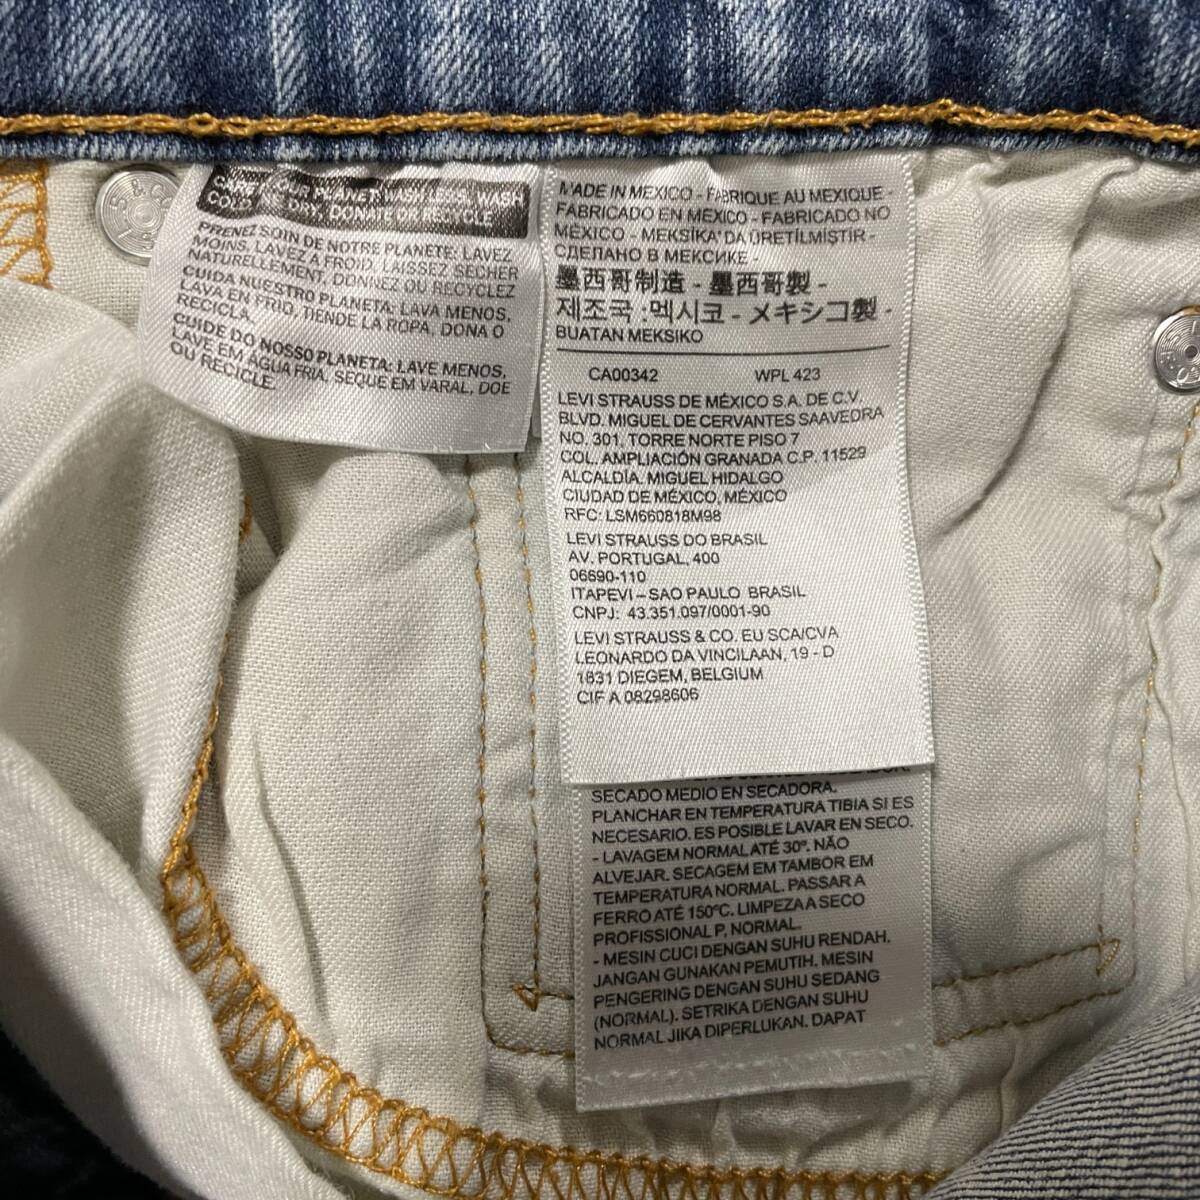 WASH
COLD, LINE DRY, DONATE OR RECYCLE
PRENEZ SOIN DE NOTRE PLANETE: LAVEZ
MOINS, LAVEZ A FROID, LAISSEZ SECHER
NATURELLEMENT, DONNEZ OU RECYCLEZ
CUIDA NUESTRO PLANETA: LAVA MENOS,
LAVA EN FRIO, TIENDE LA ROPA, DONA O
RECICLA.
CUIDE DO NOSSO PLANETA: LAVE MENOS,
LAVE EM ÁGUA FRIA, SEQUE EM VARAL, DOE
OU RECICLE.
MADE IN MEXICO - FABRIQUE AU MEXIQUE -
FABRICADO EN MÉXICO - FABRICADO NO
MÉXICO - MEKSİKA' DA ÜRETİLMİŞTİR -
СДЕЛАНО В МЕКСИКЕ -
墨西哥制造 - 墨西哥製 -
제조국 :멕시코 - メキシコ製 -
BUATAN MEKSIKO
CA00342 WPL 423
LEVI STRAUSS DE MÉXICO S.A. DE C.V.
BLVD. MIGUEL DE CERVANTES SAAVEDRA
NO. 301, TORRE NORTE PISO 7
COL. AMPLIACIÓN GRANADA C.P. 11529
ALCALDÍA. MIGUEL HIDALGO
CIUDAD DE MÉXICO, MÉXICO
RFC: LSM660818M98
LEVI STRAUSS DO BRASIL
AV. PORTUGAL, 400
06690-110
ITAPEVI – SAO PAULO BRASIL
CNPJ: 43.351.097/0001-90
LEVI STRAUSS & CO. EU SCA/CVA
LEONARDO DA VINCILAAN, 19 - D
1831 DIEGEM, BELGIUM
CIF A 08298606
SECADO MEDIO EN SECADORA.
PLANCHAR EN TEMPERATURA TIBIA SI ES
NECESARIO. ES POSIBLE LAVAR EN SECO.
- LAVAGEM NORMAL ATÉ 30º. NÃO
ALVEJAR. SECAGEM EM TAMBOR EM
TEMPERATURA NORMAL. PASSAR A
FERRO ATÉ 150ºC. LIMPEZA A SECO
PROFISSIONAL P, NORMAL.
- MESIN CUCI DENGAN SUHU RENDAH.
JANGAN GUNAKAN PEMUTIH. MESIN
PENGERING DENGAN SUHU SEDANG
(NORMAL). SETRIKA DENGAN SUHU
NORMAL JIKA DIPERLUKAN. DAPAT